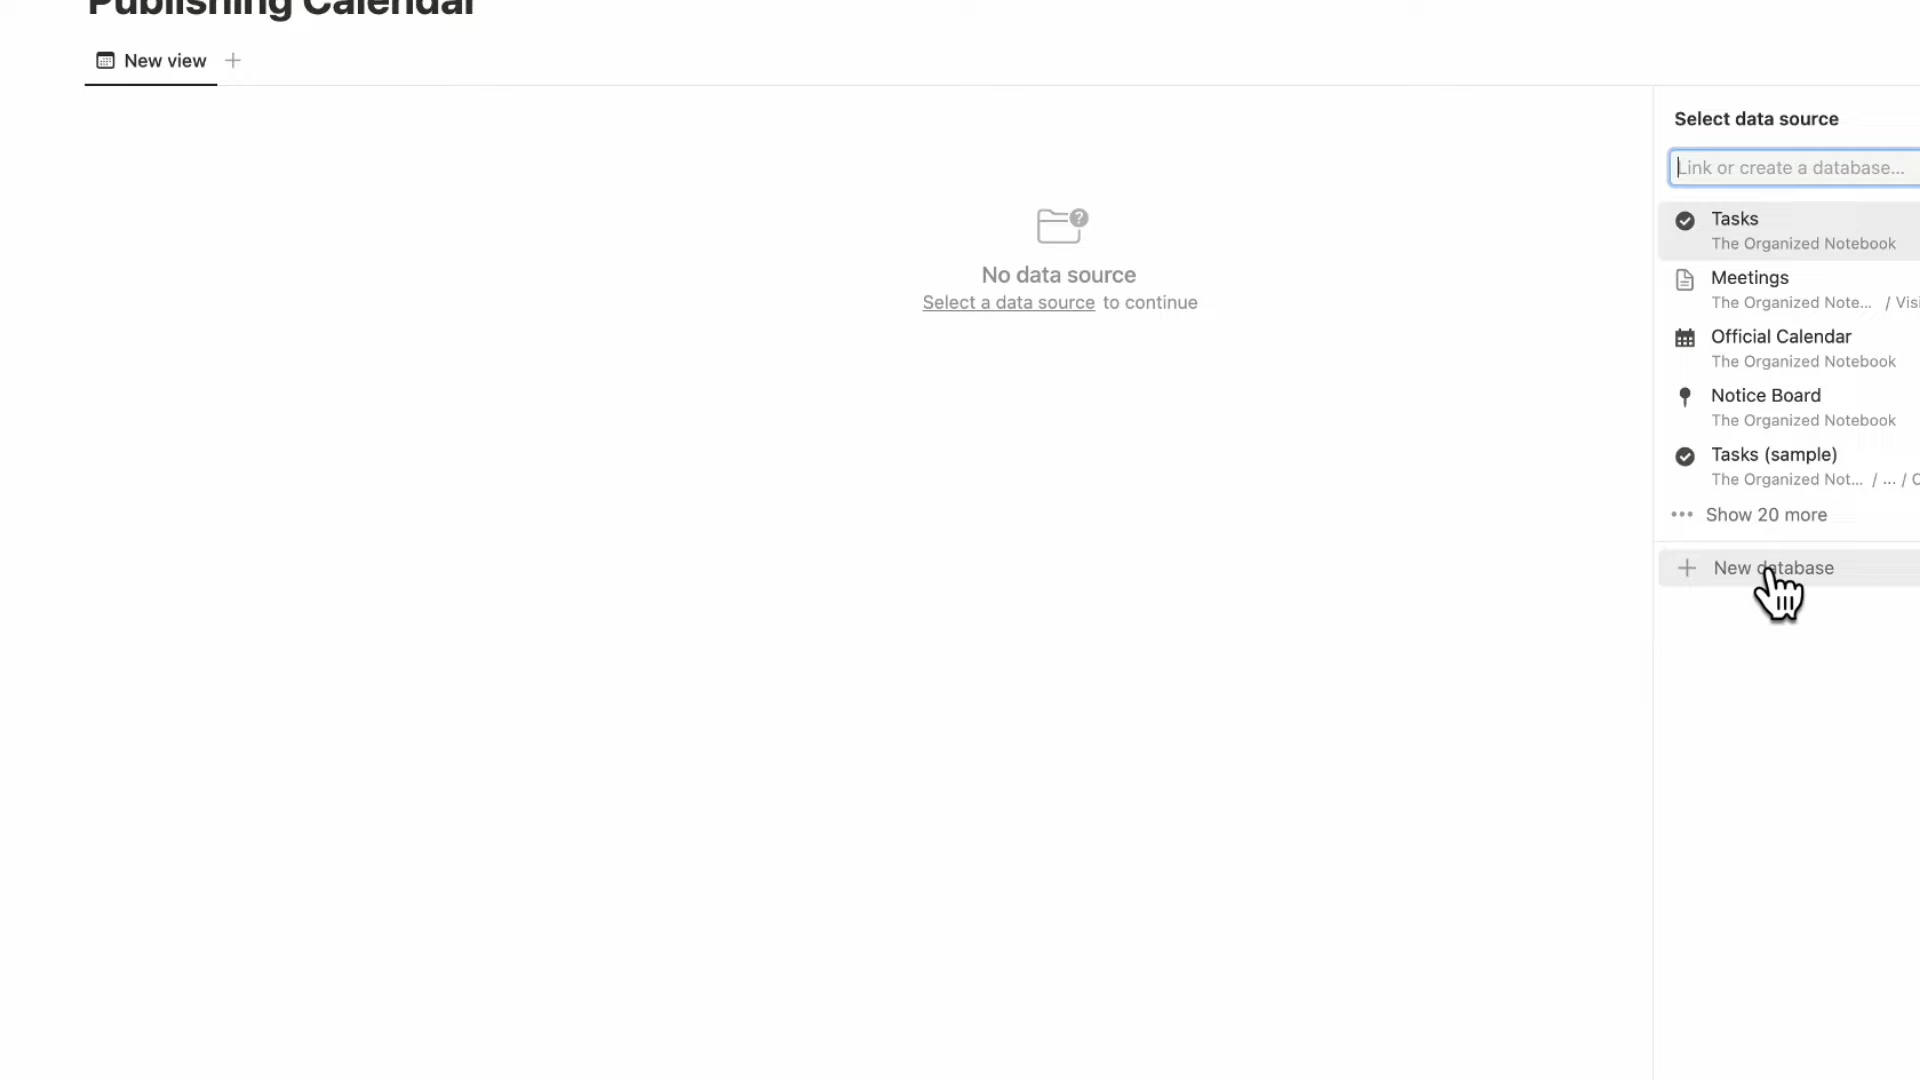 Publishing Calendar
New view
Select data source
Link or create a database...
Tasks
The Organized Notebook
Meetings
The Organized Note... / Visi
Official Calendar
The Organized Notebook
Notice Board
The Organized Notebook
Tasks (sample)
The Organized Not... / ... / C
Show 20 more
New database
No data source
Select a data source to continue